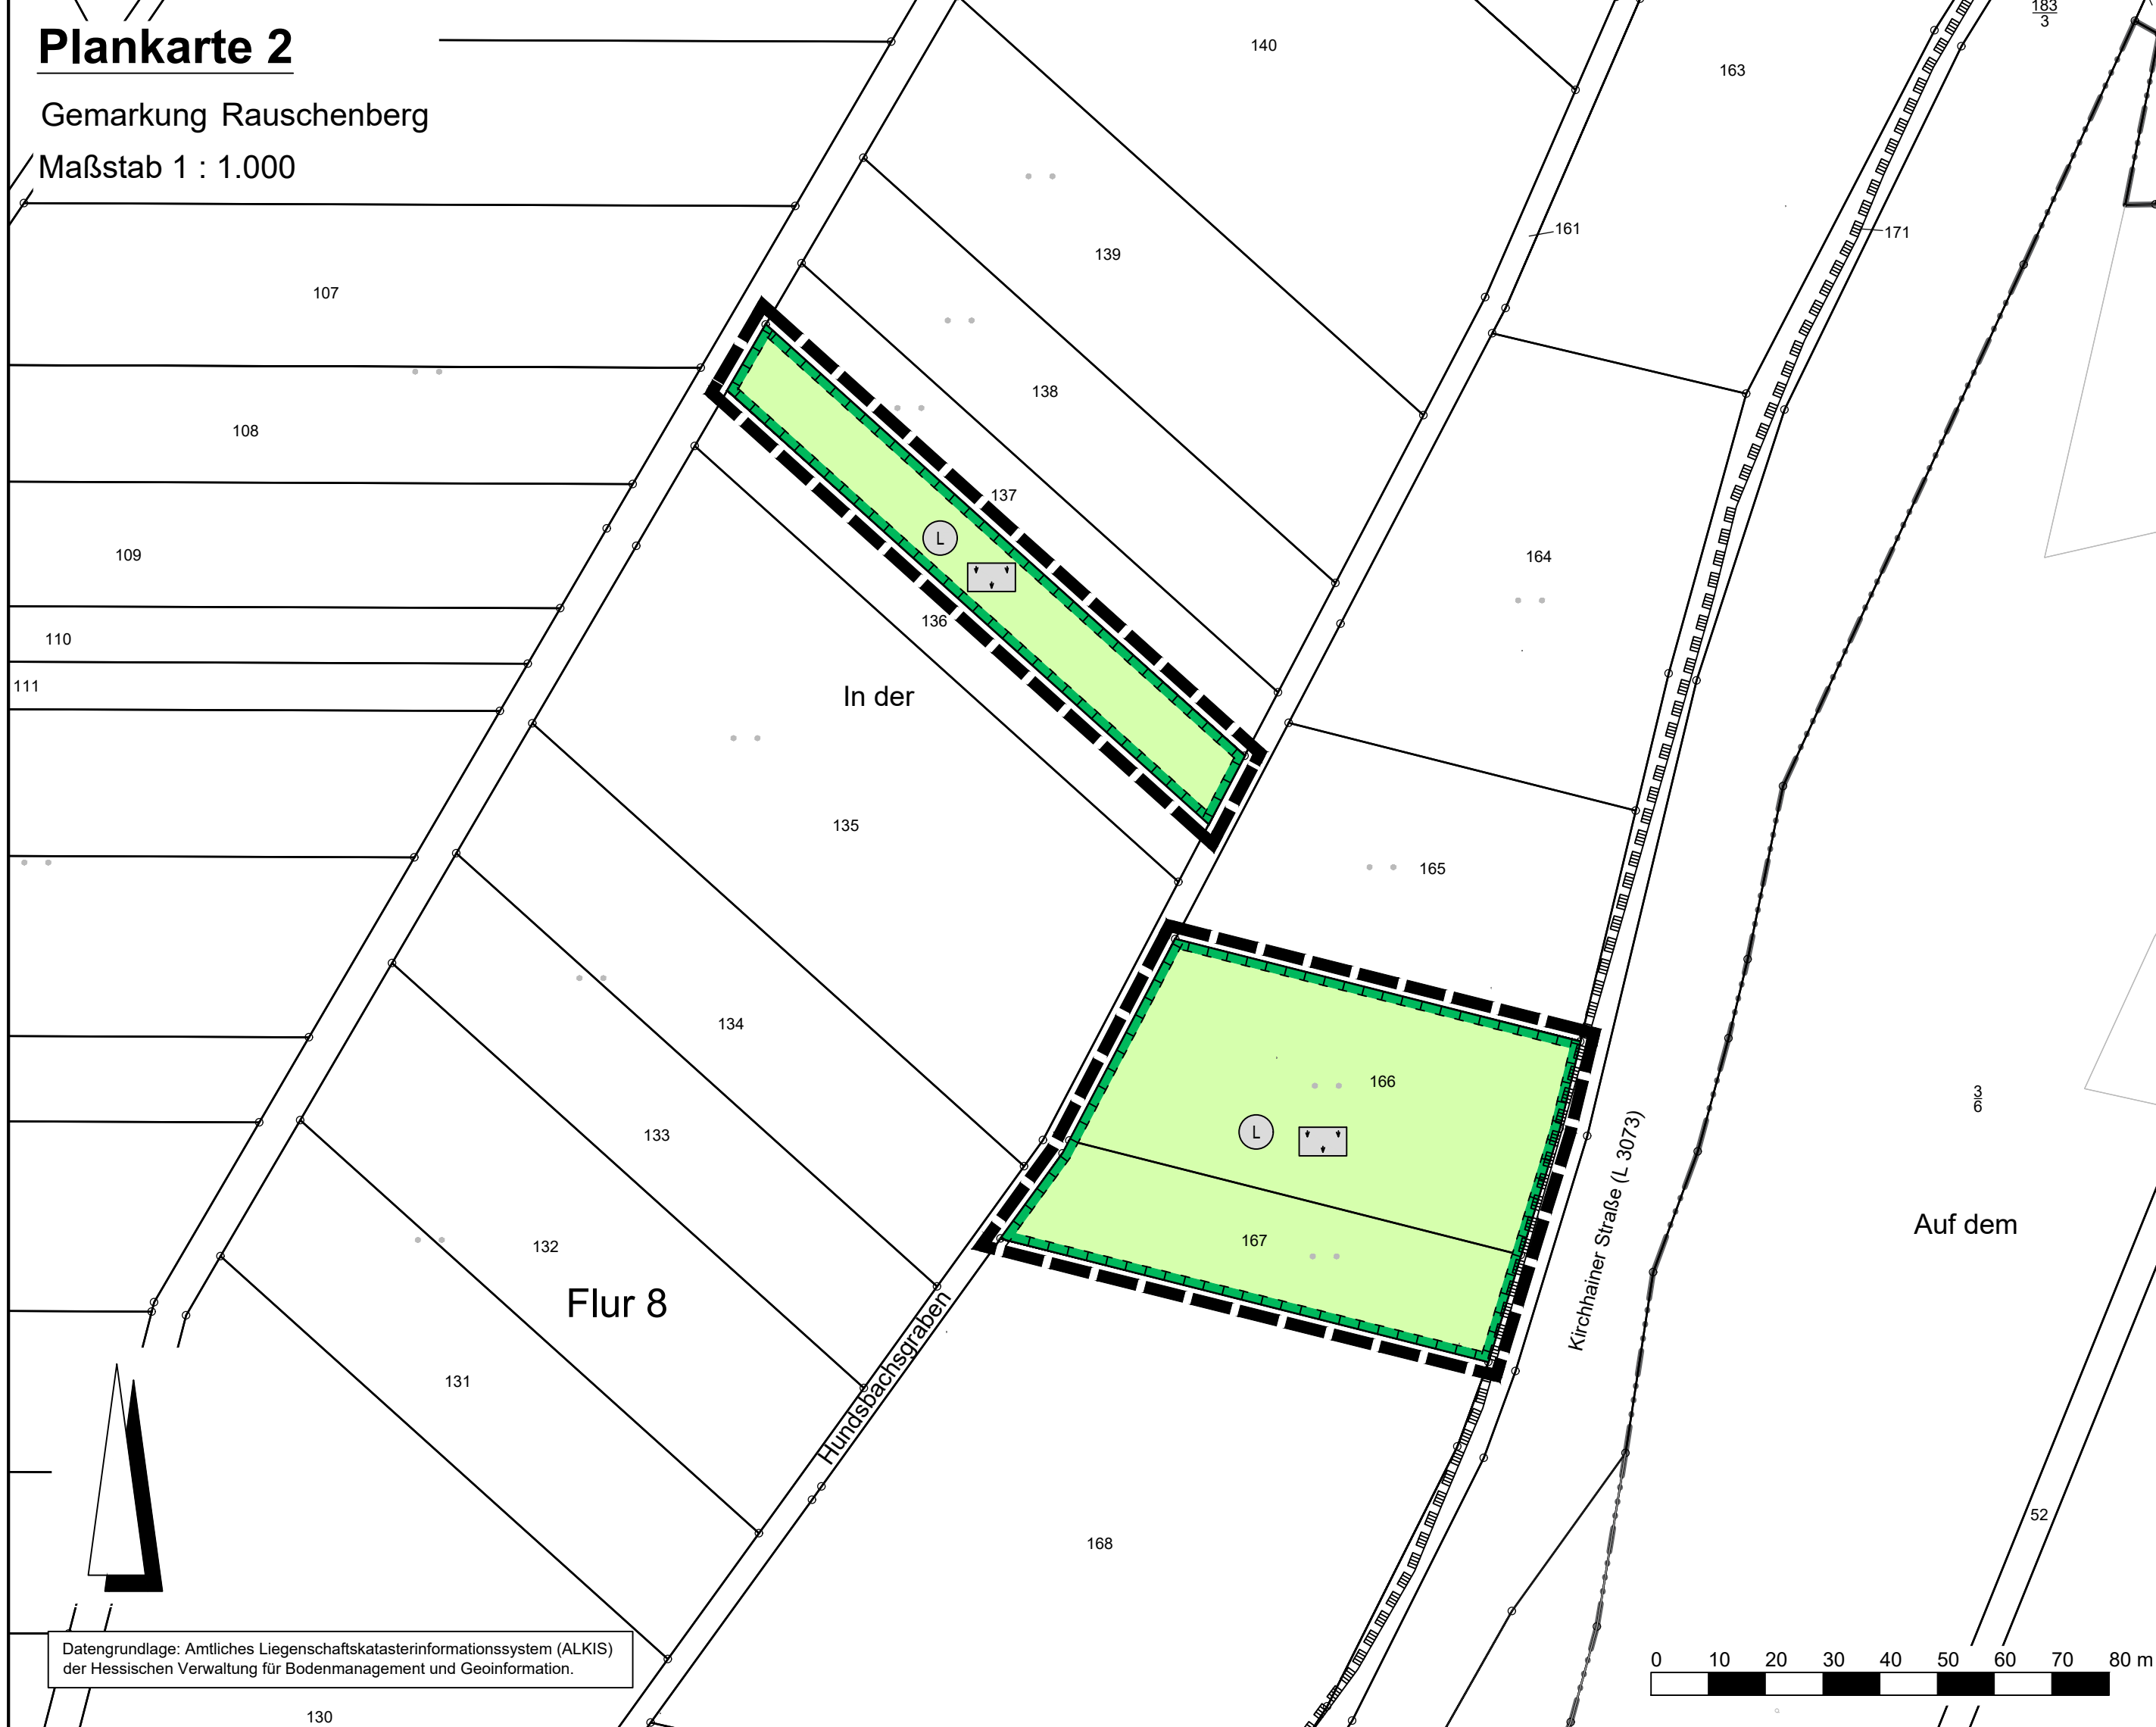 Plankarte 2
Gemarkung Rauschenberg
Maßstab 1 : 1.000
183
3
140
163
139
161
171
107
138
108
137
L
109
164
136
110
111
In der
135
165
134
166
L
3
6
133
Kirchhainer Straße (L 3073)
Auf dem
132
167
Flur 8
Hundsbachsgraben
131
168
52
Datengrundlage: Amtliches Liegenschaftskatasterinformationssystem (ALKIS)
der Hessischen Verwaltung für Bodenmanagement und Geoinformation.
0 10 20 30 40 50 60 70 80 m
130